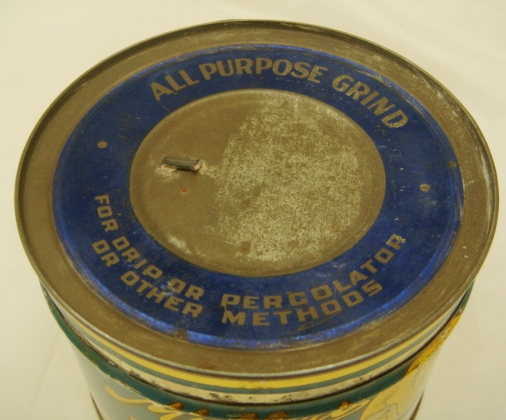 ALL PURPOSE GRIND
FOR DRIP OR PERCOLATOR
OR OTHER METHODS